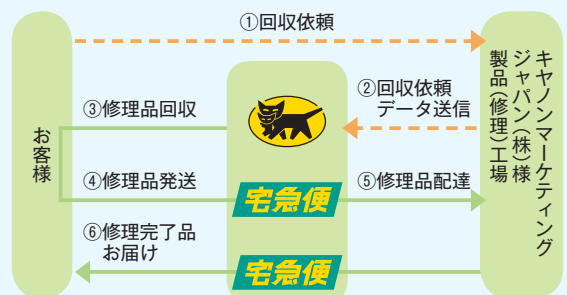 ①回収依頼
②回収依頼
データ送信
③修理品回収
④修理品発送
宅急便
⑤修理品配達
⑥修理完了品
お届け
宅急便
お客様
キヤノンマーケティング
ジャパン(株)様
製品(修理)工場